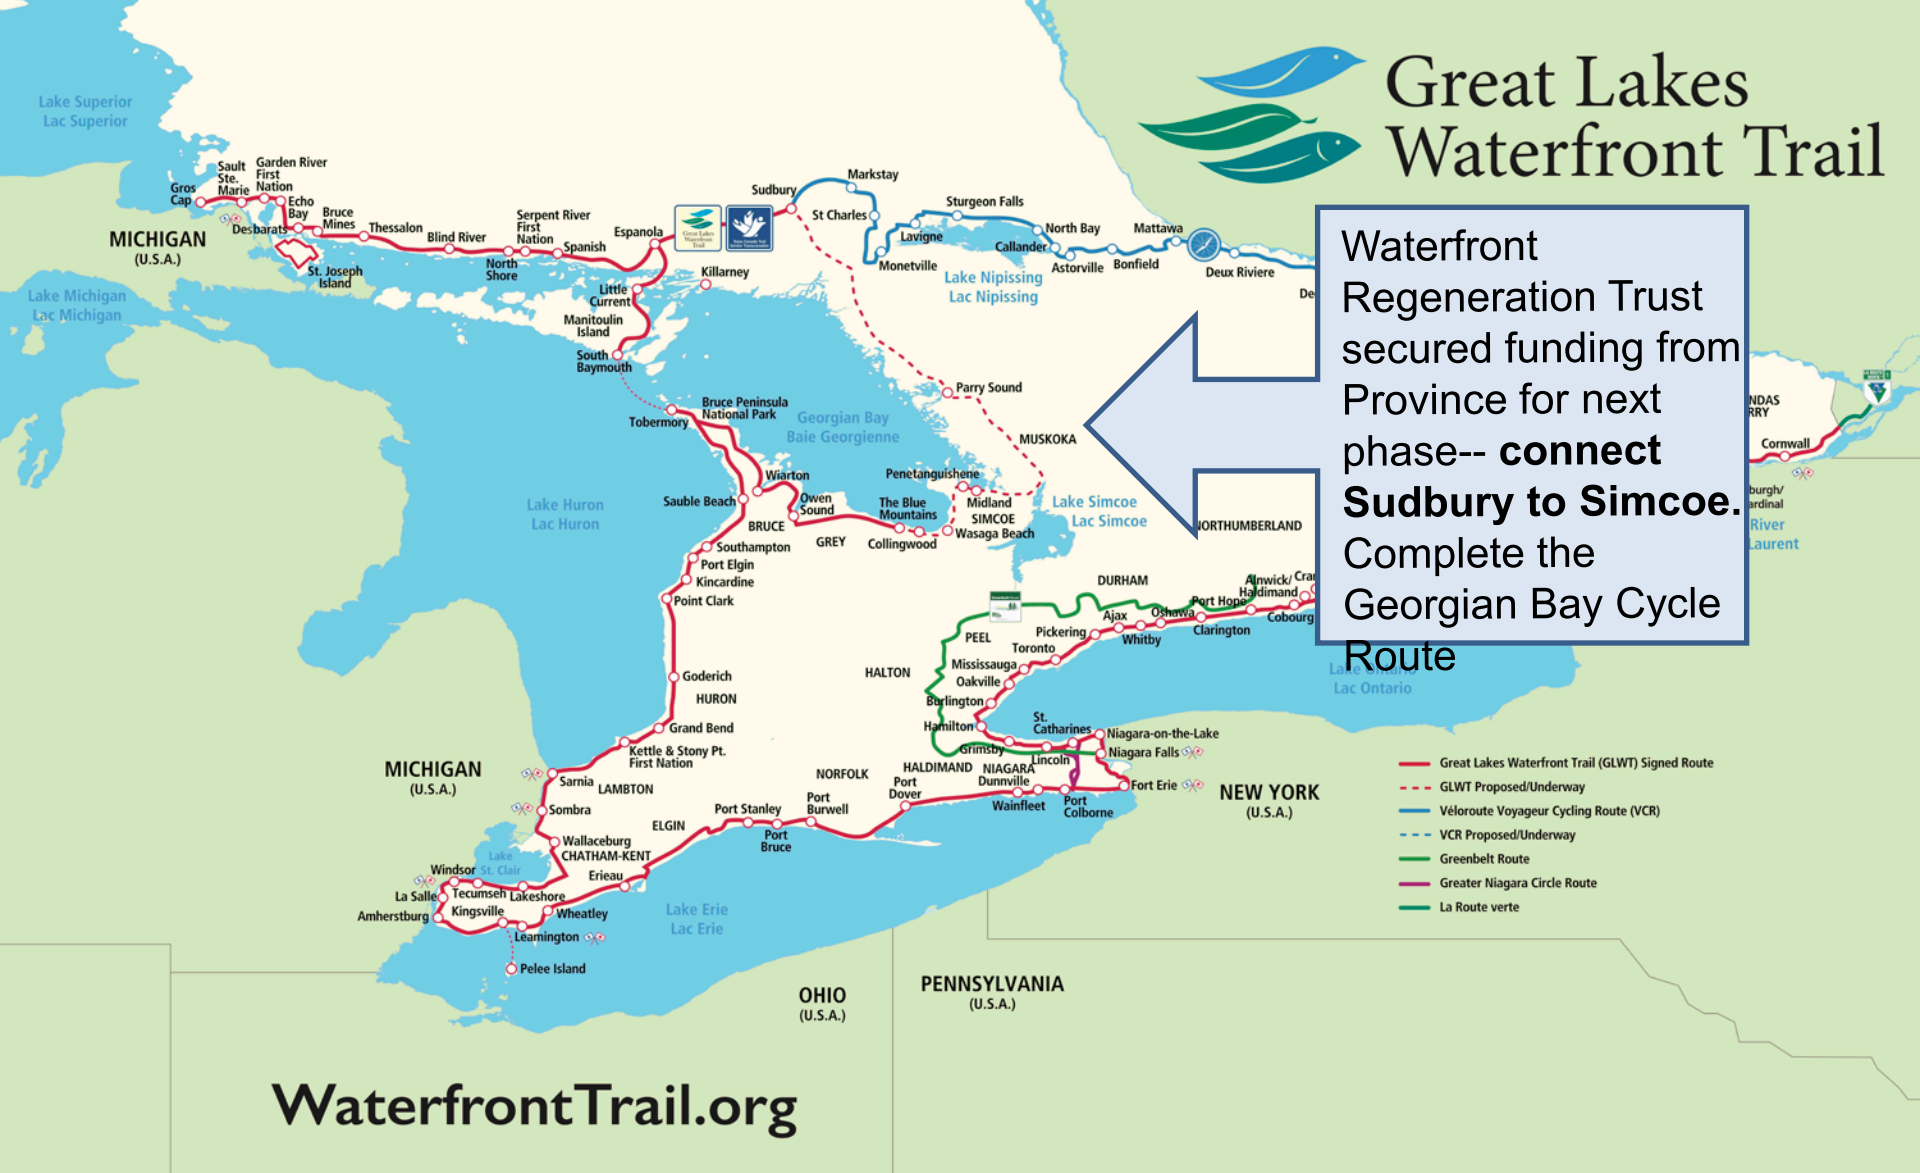 Great Lakes
Waterfront Trail
Waterfront
Regeneration Trust
secured funding from
Province for next
phase-- connect
Sudbury to Simcoe.
Complete the
Georgian Bay Cycle
Route
Lake Superior
Lac Superior
Gros
Cap
Sault
Ste.
Marie
Garden River
First
Nation
Echo
Bay
Desbarats
Bruce
Mines
Thessalon
Blind River
North
Shore
Serpent River
First
Nation
Spanish
Espanola
Great Lakes
Waterfront
Trail
Sudbury
Markstay
St Charles
Monetville
Lavigne
Sturgeon Falls
North Bay
Callander
Astorville
Bonfield
Mattawa
Deux Riviere
De
Lake Nipissing
Lac Nipissing
MICHIGAN
(U.S.A.)
St. Joseph
Island
Lake Michigan
Lac Michigan
Killarney
Little
Current
Manitoulin
Island
South
Baymouth
Tobermory
Bruce Peninsula
National Park
Georgian Bay
Baie Georgienne
Parry Sound
MUSKOKA
Wiarton
Sauble Beach
Owen
Sound
BRUCE
GREY
The Blue
Mountains
Collingwood
Penetanguishene
Midland
SIMCOE
Wasaga Beach
Lake Simcoe
Lac Simcoe
Lake Huron
Lac Huron
Southampton
Port Elgin
Kincardine
Point Clark
Goderich
HURON
Grand Bend
Kettle & Stony Pt.
First Nation
NORTHUMBERLAND
NDAS
RRY
Cornwall
burgh/
ardinal
River
Laurent
DURHAM
Alnwick/
Haldimand
Cra
Port Hope
Cobourg
Clarington
Oshawa
Whitby
Ajax
Pickering
Toronto
PEEL
Mississauga
Oakville
HALTON
Burlington
Hamilton
Grimsby
St.
Catharines
Lincoln
Niagara-on-the-Lake
Niagara Falls
Fort Erie
Lake Ontario
Lac Ontario
HALDIMAND
NIAGARA
Dunnville
Wainfleet
Port
Colborne
NEW YORK
(U.S.A.)
NORFOLK
Port
Dover
Port
Burwell
Port Stanley
Port
Bruce
ELGIN
MICHIGAN
(U.S.A.)
Sarnia
LAMBTON
Sombra
Wallaceburg
CHATHAM-KENT
Lake
St. Clair
Erieau
Windsor
La Salle
Tecumseh
Lakeshore
Amherstburg
Kingsville
Wheatley
Leamington
Pelee Island
Lake Erie
Lac Erie
OHIO
(U.S.A.)
PENNSYLVANIA
(U.S.A.)
Great Lakes Waterfront Trail (GLWT) Signed Route
GLWT Proposed/Underway
Véloroute Voyageur Cycling Route (VCR)
VCR Proposed/Underway
Greenbelt Route
Greater Niagara Circle Route
La Route verte
WaterfrontTrail.org